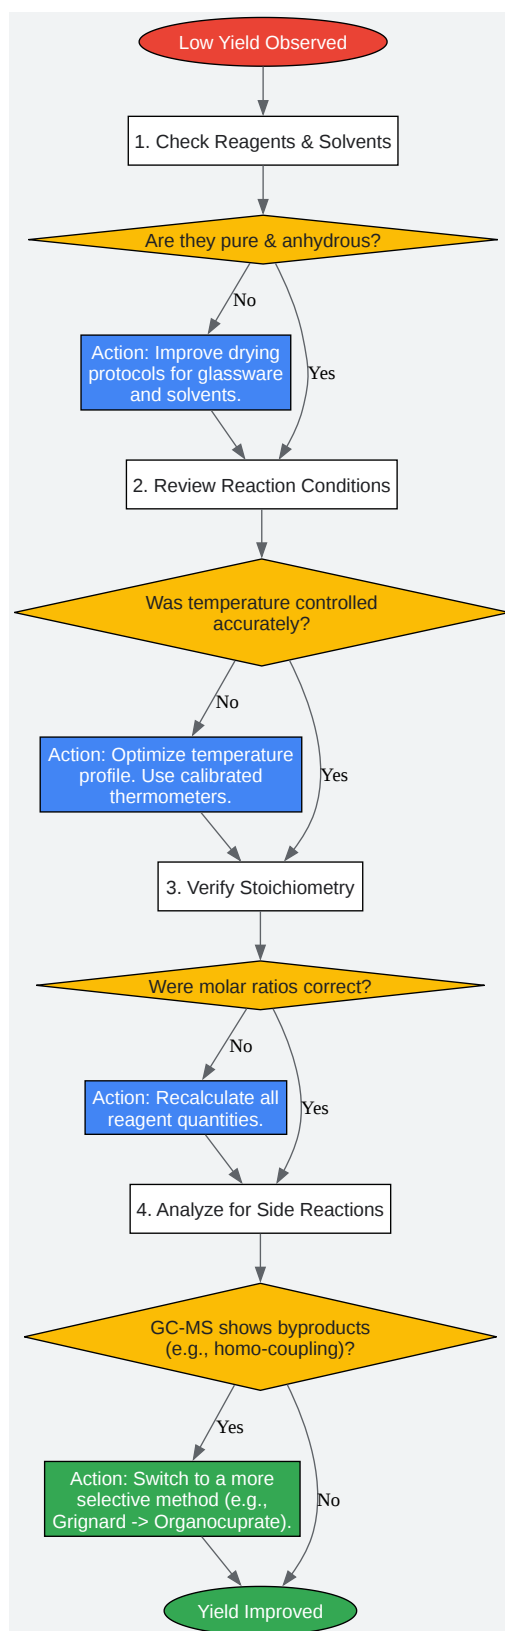 Low Yield Observed
1. Check Reagents & Solvents
Are they pure & anhydrous?
No
Action: Improve drying
protocols for glassware
and solvents.
Yes
2. Review Reaction Conditions
Was temperature controlled
accurately?
No
Action: Optimize temperature
profile. Use calibrated
thermometers.
Yes
3. Verify Stoichiometry
Were molar ratios correct?
No
Action: Recalculate all
reagent quantities.
Yes
4. Analyze for Side Reactions
GC-MS shows byproducts
(e.g., homo-coupling)?
Yes
Action: Switch to a more
selective method (e.g.,
Grignard -> Organocuprate).
No
Yield Improved